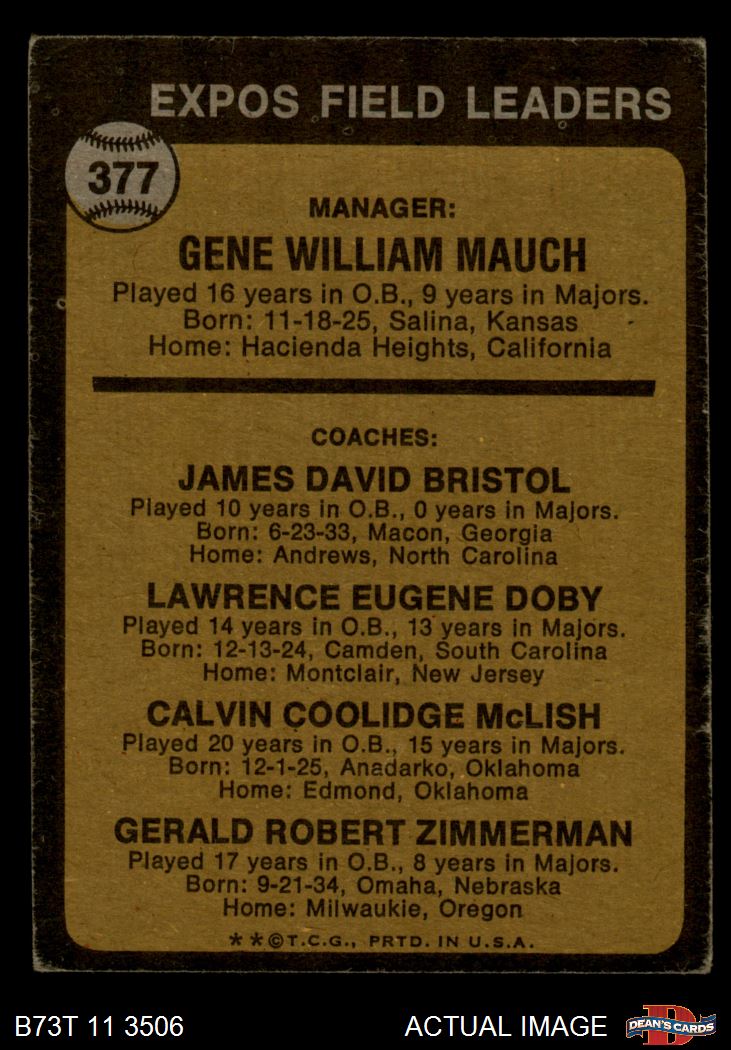 EXPOS FIELD LEADERS
377
MANAGER:
GENE WILLIAM MAUCH
Played 16 years in O.B., 9 years in Majors.
Born: 11-18-25, Salina, Kansas
Home: Hacienda Heights, California
COACHES:
JAMES DAVID BRISTOL
Played 10 years in O.B., 0 years in Majors.
Born: 6-23-33, Macon, Georgia
Home: Andrews, North Carolina
LAWRENCE EUGENE DOBY
Played 14 years in O.B., 13 years in Majors.
Born: 12-13-24, Camden, South Carolina
Home: Montclair, New Jersey
CALVIN COOLIDGE McLISH
Played 20 years in O.B., 15 years in Majors.
Born: 12-1-25, Anadarko, Oklahoma
Home: Edmond, Oklahoma
GERALD ROBERT ZIMMERMAN
Played 17 years in O.B., 8 years in Majors.
Born: 9-21-34, Omaha, Nebraska
Home: Milwaukie, Oregon
* * © T.C.G., PRTD. IN U.S.A.
B73T 11 3506
ACTUAL IMAGE
D
DEAN'S CARDS